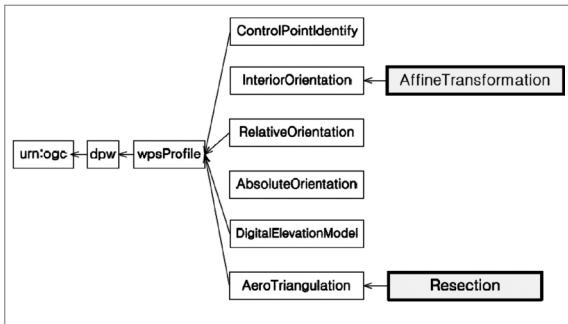 ControlPointIdentify
InteriorOrientation
AffineTransformation
RelativeOrientation
urn:ogc
dpw
wpsProfile
AbsoluteOrientation
DigitalElevationModel
AeroTriangulation
Resection